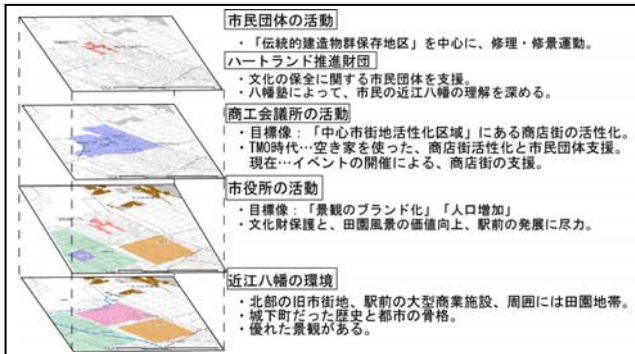 市民団体の活動
・「伝統的建造物群保存地区」を中心に、修理・修景運動。
ハートランド推進財団
・文化の保全に関する市民団体を支援。
・八幡塾によって、市民の近江八幡の理解を深める。
商工会議所の活動
・目標像：「中心市街地活性化区域」にある商店街の活性化。
・TMO時代…空き家を使った、商店街活性化と市民団体支援。
現在…イベントの開催による、商店街の支援。
市役所の活動
・目標像：「景観のブランド化」「人口増加」
・文化財保護と、田園風景の価値向上、駅前の発展に尽力。
近江八幡の環境
・北部の旧市街地、駅前の大型商業施設、周囲には田園地帯。
・城下町だった歴史と都市の骨格。
・優れた景観がある。